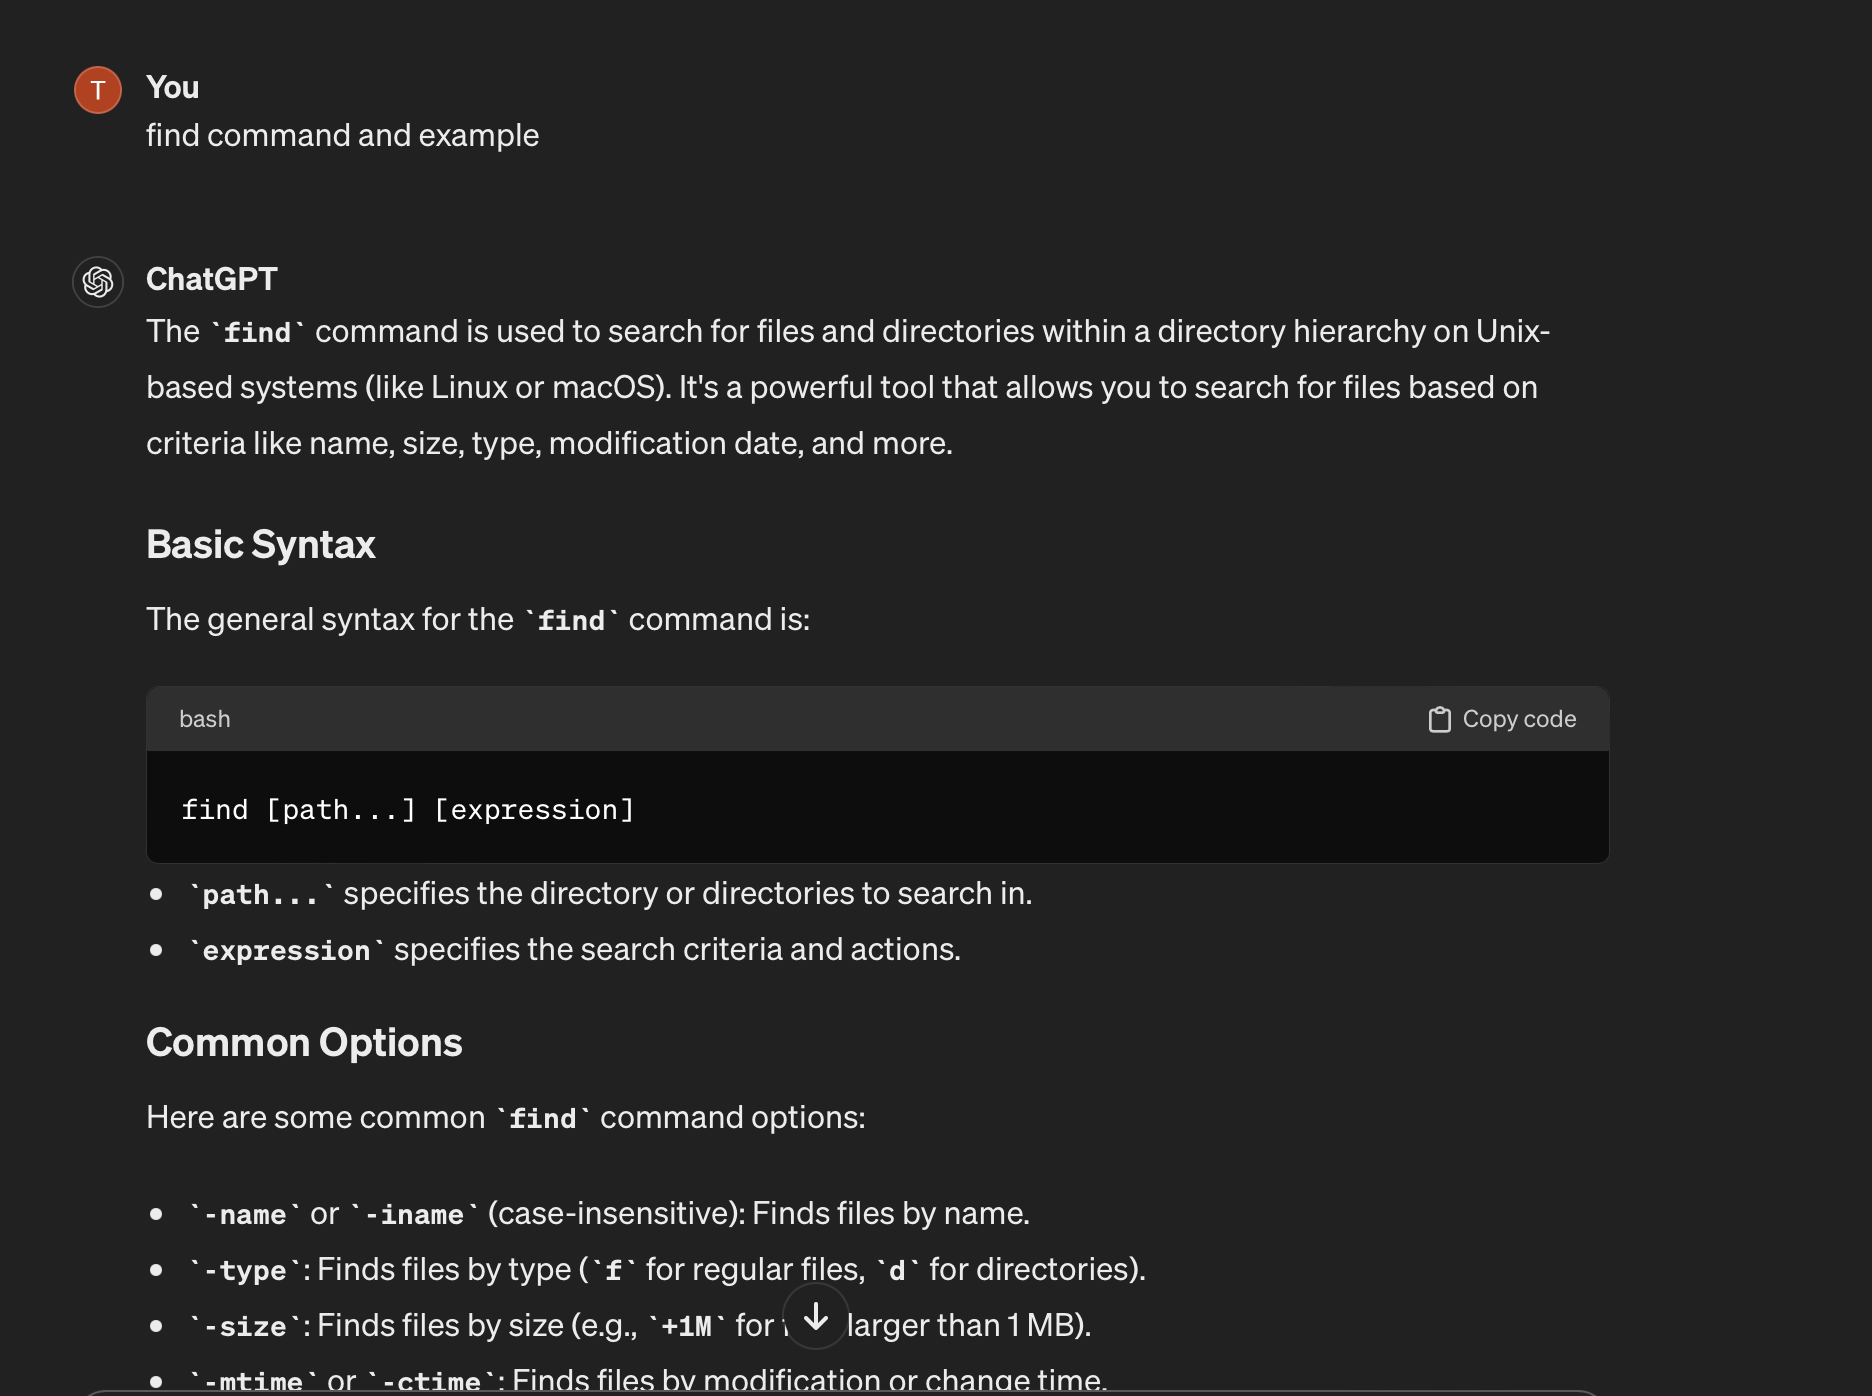 T
You
find command and example
ChatGPT
The `find` command is used to search for files and directories within a directory hierarchy on Unix-
based systems (like Linux or macOS). It's a powerful tool that allows you to search for files based on
criteria like name, size, type, modification date, and more.
Basic Syntax
The general syntax for the `find` command is:
bash Copy code
find [path...] [expression]
• `path...` specifies the directory or directories to search in.
• `expression` specifies the search criteria and actions.
Common Options
Here are some common `find` command options:
• `-name` or `-iname` (case-insensitive): Finds files by name.
• `-type`: Finds files by type (`f` for regular files, `d` for directories).
• `-size`: Finds files by size (e.g., `+1M` for larger than 1 MB).
• `-mtime` or `-ctime`: Finds files by modification or change time.